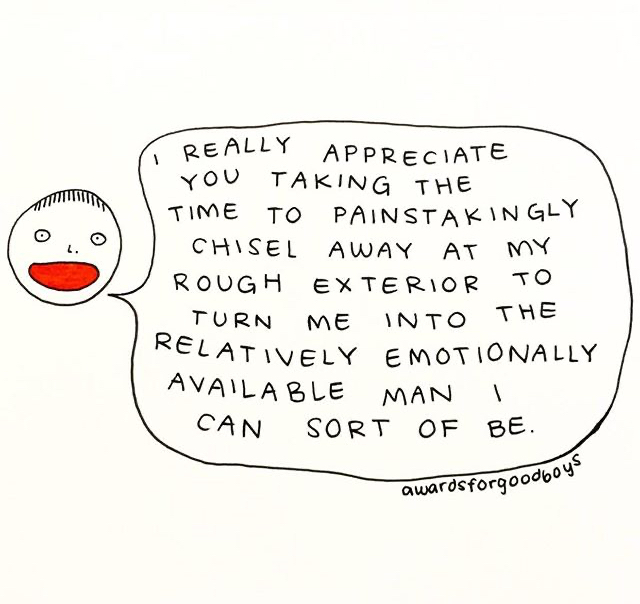 I REALLY APPRECIATE
YOU TAKING THE
TIME TO PAINSTAKINGLY
CHISEL AWAY AT MY
ROUGH EXTERIOR TO
TURN ME INTO THE
RELATIVELY EMOTIONALLY
AVAILABLE MAN I
CAN SORT OF BE.
awardsforgoodboys